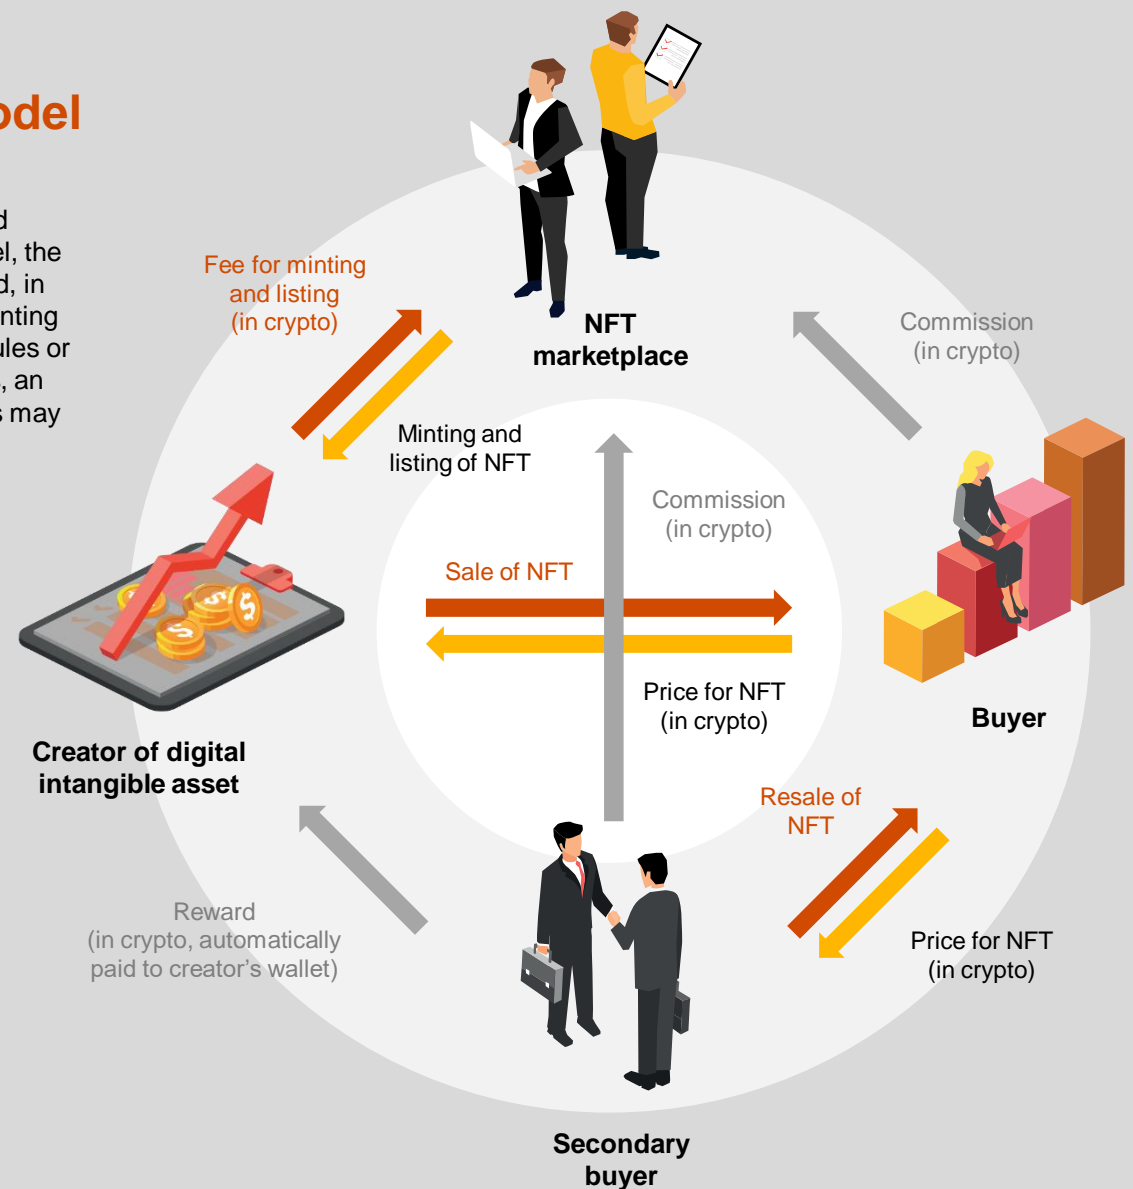 odel
d
el, the
d, in
nting
ules or
, an
s may
Fee for minting
and listing
(in crypto)
NFT
marketplace
Commission
(in crypto)
Minting and
listing of NFT
Commission
(in crypto)
Sale of NFT
Price for NFT
(in crypto)
Buyer
Creator of digital
intangible asset
Resale of
NFT
Reward
(in crypto, automatically
paid to creator’s wallet)
Price for NFT
(in crypto)
Secondary
buyer